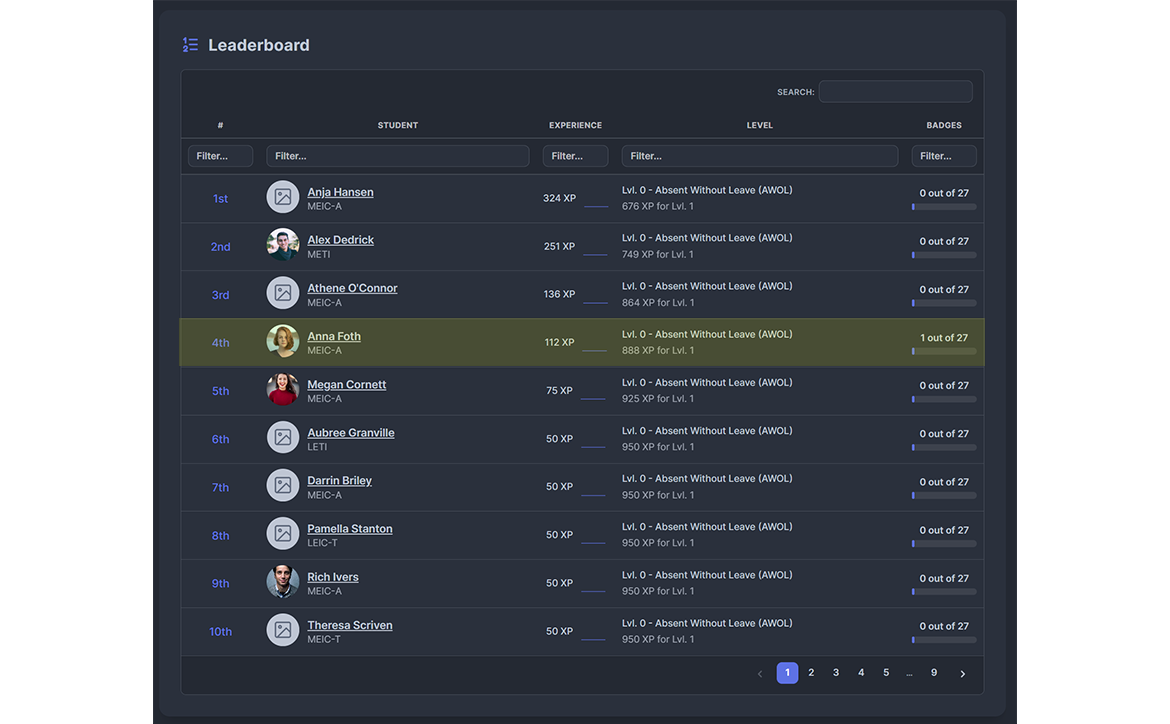 Leaderboard
SEARCH:
# STUDENT EXPERIENCE LEVEL BADGES
Filter... Filter... Filter... Filter... Filter...
1st Anja Hansen 324 XP Lvl. 0 - Absent Without Leave (AWOL) 0 out of 27
MEIC-A 676 XP for Lvl. 1
2nd Alex Dedrick 251 XP Lvl. 0 - Absent Without Leave (AWOL) 0 out of 27
METI 749 XP for Lvl. 1
3rd Athene O'Connor 136 XP Lvl. 0 - Absent Without Leave (AWOL) 0 out of 27
MEIC-A 864 XP for Lvl. 1
4th Anna Foth 112 XP Lvl. 0 - Absent Without Leave (AWOL) 1 out of 27
MEIC-A 888 XP for Lvl. 1
5th Megan Cornett 75 XP Lvl. 0 - Absent Without Leave (AWOL) 0 out of 27
MEIC-A 925 XP for Lvl. 1
6th Aubree Granville 50 XP Lvl. 0 - Absent Without Leave (AWOL) 0 out of 27
LETI 950 XP for Lvl. 1
7th Darrin Briley 50 XP Lvl. 0 - Absent Without Leave (AWOL) 0 out of 27
MEIC-A 950 XP for Lvl. 1
8th Pamella Stanton 50 XP Lvl. 0 - Absent Without Leave (AWOL) 0 out of 27
LEIC-T 950 XP for Lvl. 1
9th Rich Ivers 50 XP Lvl. 0 - Absent Without Leave (AWOL) 0 out of 27
MEIC-A 950 XP for Lvl. 1
10th Theresa Scriven 50 XP Lvl. 0 - Absent Without Leave (AWOL) 0 out of 27
MEIC-T 950 XP for Lvl. 1
‹ 1 2 3 4 5 ... 9 ›